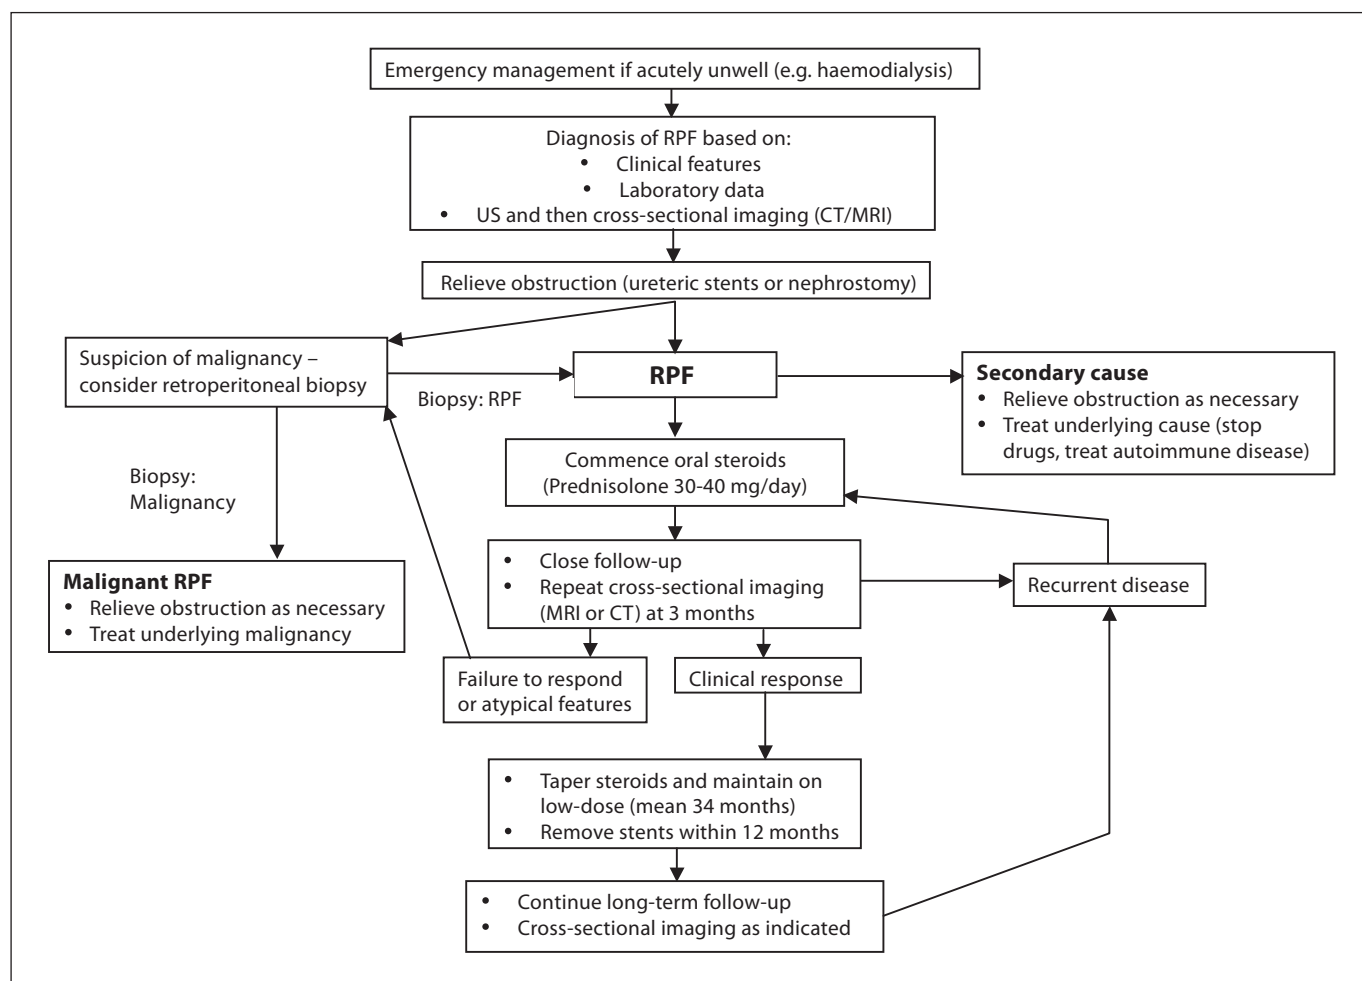 Emergency management if acutely unwell (e.g. haemodialysis)
Diagnosis of RPF based on:
• Clinical features
• Laboratory data
• US and then cross-sectional imaging (CT/MRI)
Relieve obstruction (ureteric stents or nephrostomy)
Suspicion of malignancy –
consider retroperitoneal biopsy
Biopsy: RPF
RPF
Secondary cause
• Relieve obstruction as necessary
• Treat underlying cause (stop
drugs, treat autoimmune disease)
Biopsy:
Malignancy
Commence oral steroids
(Prednisolone 30-40 mg/day)
Malignant RPF
• Relieve obstruction as necessary
• Treat underlying malignancy
• Close follow-up
• Repeat cross-sectional imaging
(MRI or CT) at 3 months
Recurrent disease
Failure to respond
or atypical features
Clinical response
• Taper steroids and maintain on
low-dose (mean 34 months)
• Remove stents within 12 months
• Continue long-term follow-up
• Cross-sectional imaging as indicated